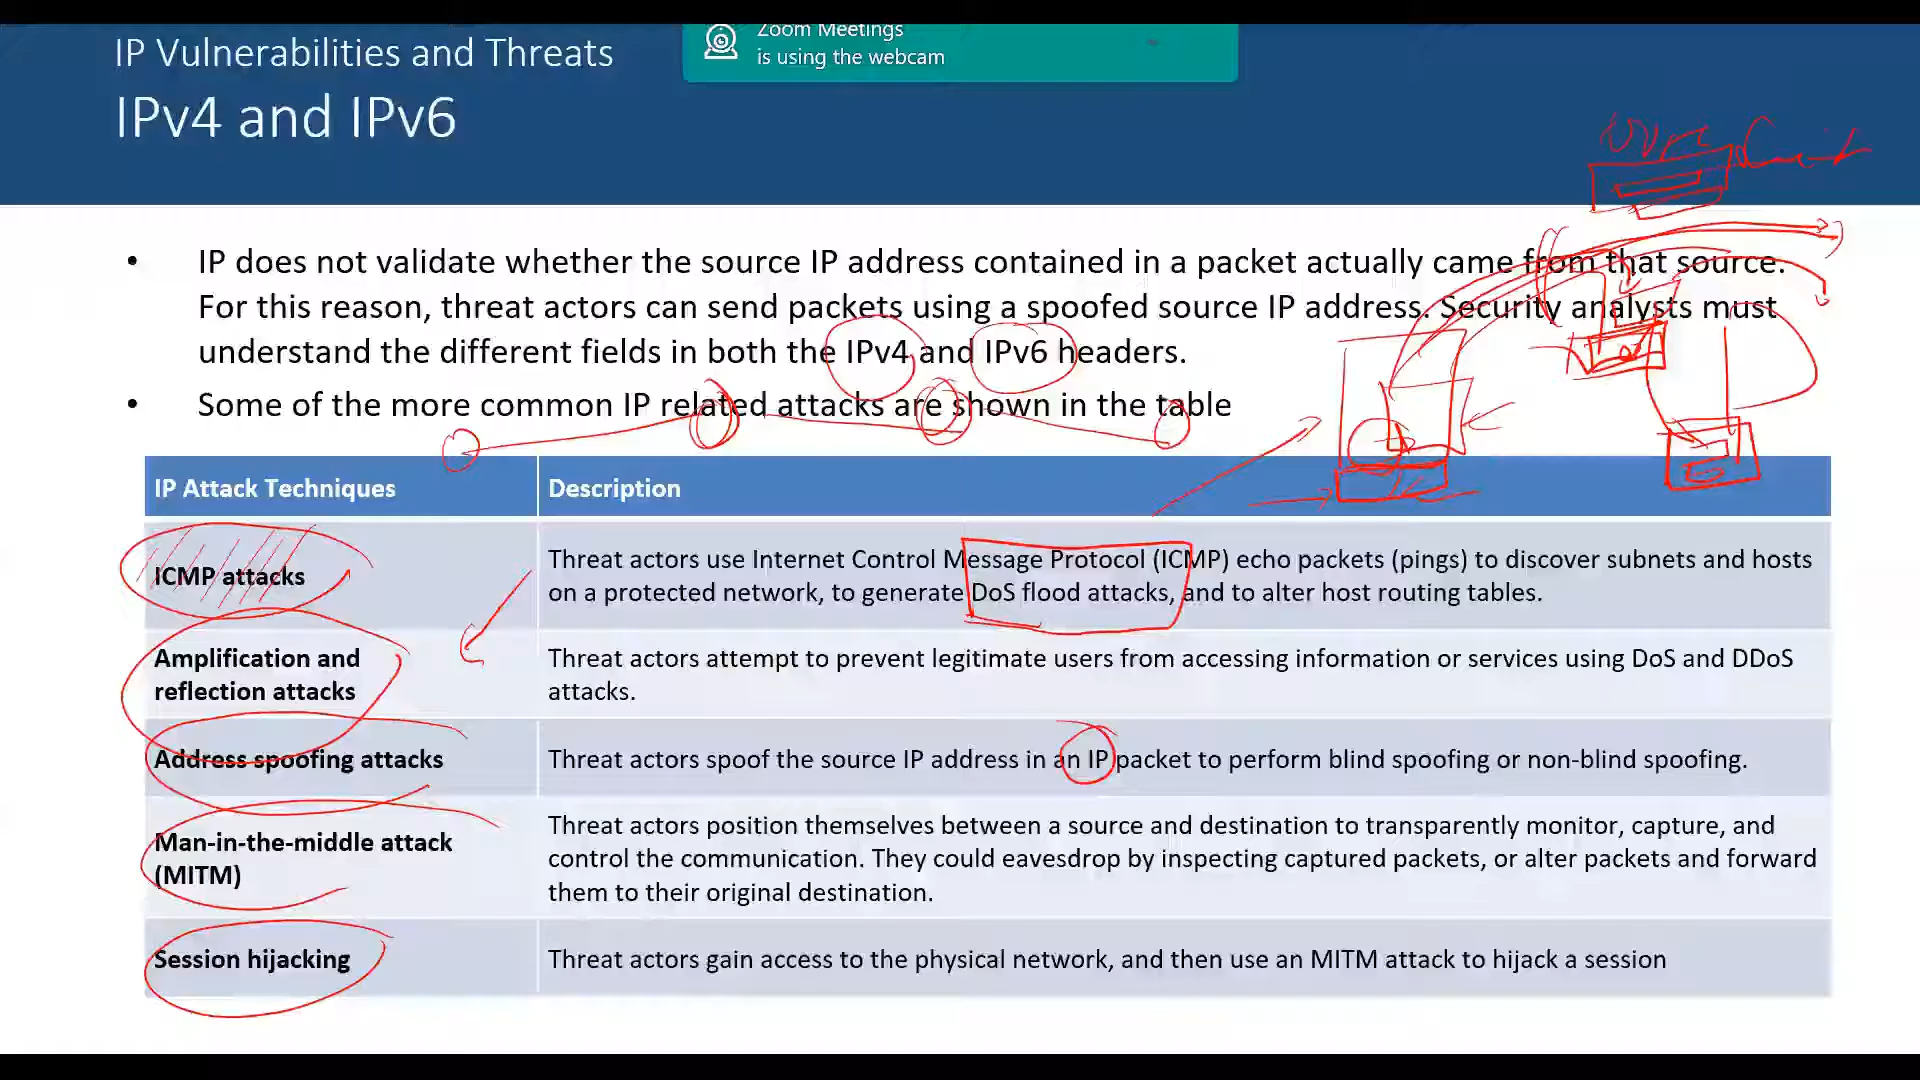 IP Vulnerabilities and Threats
IPv4 and IPv6
Zoom Meetings
is using the webcam
• IP does not validate whether the source IP address contained in a packet actually came from that source.
For this reason, threat actors can send packets using a spoofed source IP address. Security analysts must
understand the different fields in both the IPv4 and IPv6 headers.
• Some of the more common IP related attacks are shown in the table
IP Attack Techniques
Description
ICMP attacks
Threat actors use Internet Control Message Protocol (ICMP) echo packets (pings) to discover subnets and hosts
on a protected network, to generate DoS flood attacks, and to alter host routing tables.
Amplification and
reflection attacks
Threat actors attempt to prevent legitimate users from accessing information or services using DoS and DDoS
attacks.
Address spoofing attacks
Threat actors spoof the source IP address in an IP packet to perform blind spoofing or non-blind spoofing.
Man-in-the-middle attack
(MITM)
Threat actors position themselves between a source and destination to transparently monitor, capture, and
control the communication. They could eavesdrop by inspecting captured packets, or alter packets and forward
them to their original destination.
Session hijacking
Threat actors gain access to the physical network, and then use an MITM attack to hijack a session